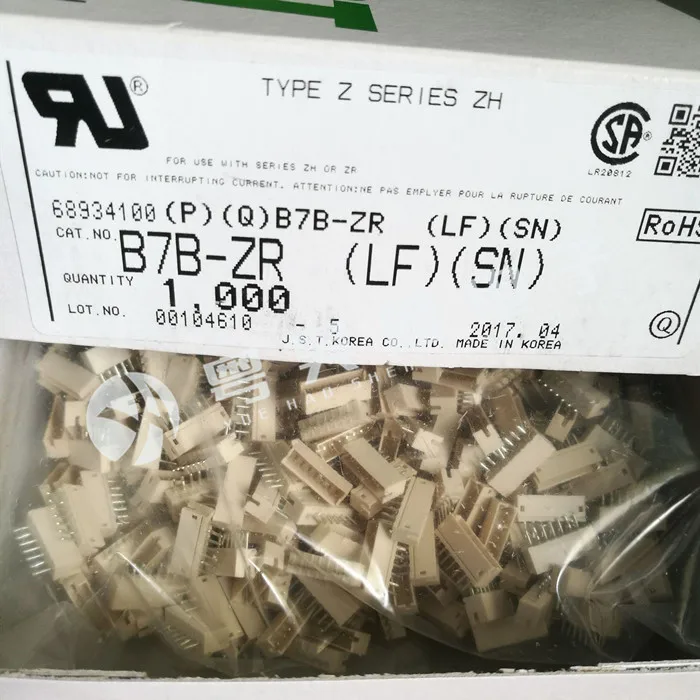 TYPE Z SERIES ZH
LR20812
FOR USE WITH SERIES ZH OR ZR
CAUTION:NOT FOR INTERRUPTING CURRENT. ATTENTION:NE PAS EMPLYER POUR LA RUPTURE DE COURANT
68934100(P)(Q)B7B-ZR (LF)(SN)
RoHS
CAT.NO. B7B-ZR (LF)(SN)
QUANTITY 1,000
LOT.NO. 00104610 - 5 2017.04
Q
J.S.T.KOREA CO.,LTD. MADE IN KOREA